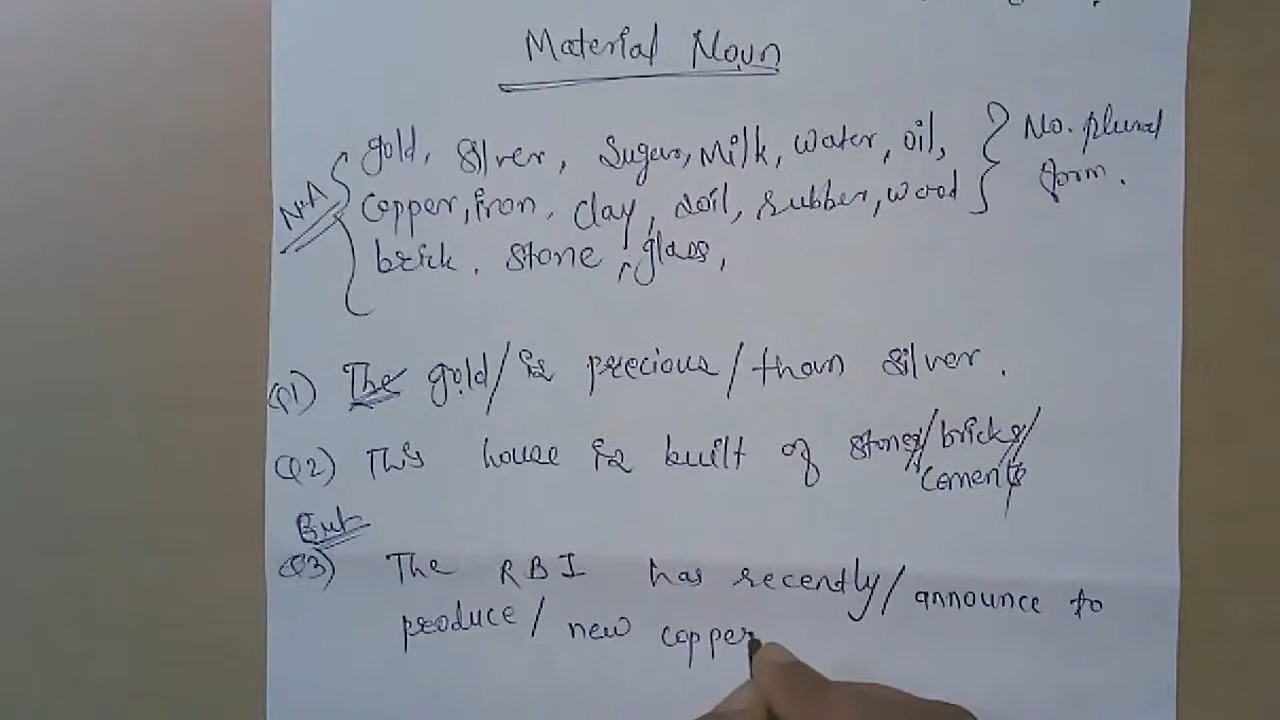 Material Noun
gold, silver, sugar, Milk, water, oil, } No. plural
N.A { copper, iron, clay, soil, rubber, wood } form.
brick, stone, glass,
Q1) The gold/is precious/than silver.
Q2) This house is built of stones/bricks/
cements
But
Q3) The RBI has recently/announce to
produce/ new copper